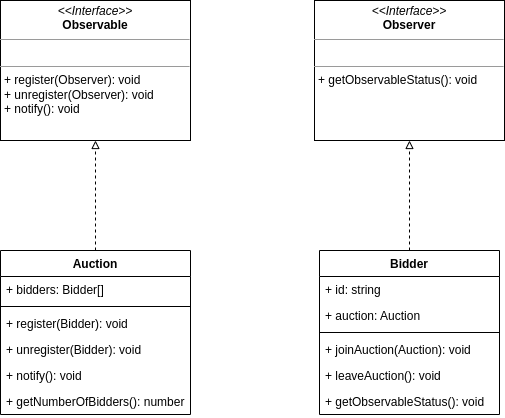 <<Interface>>
Observable
+ register(Observer): void
+ unregister(Observer): void
+ notify(): void
<<Interface>>
Observer
+ getObservableStatus(): void
Auction
+ bidders: Bidder[]
+ register(Bidder): void
+ unregister(Bidder): void
+ notify(): void
+ getNumberOfBidders(): number
Bidder
+ id: string
+ auction: Auction
+ joinAuction(Auction): void
+ leaveAuction(): void
+ getObservableStatus(): void